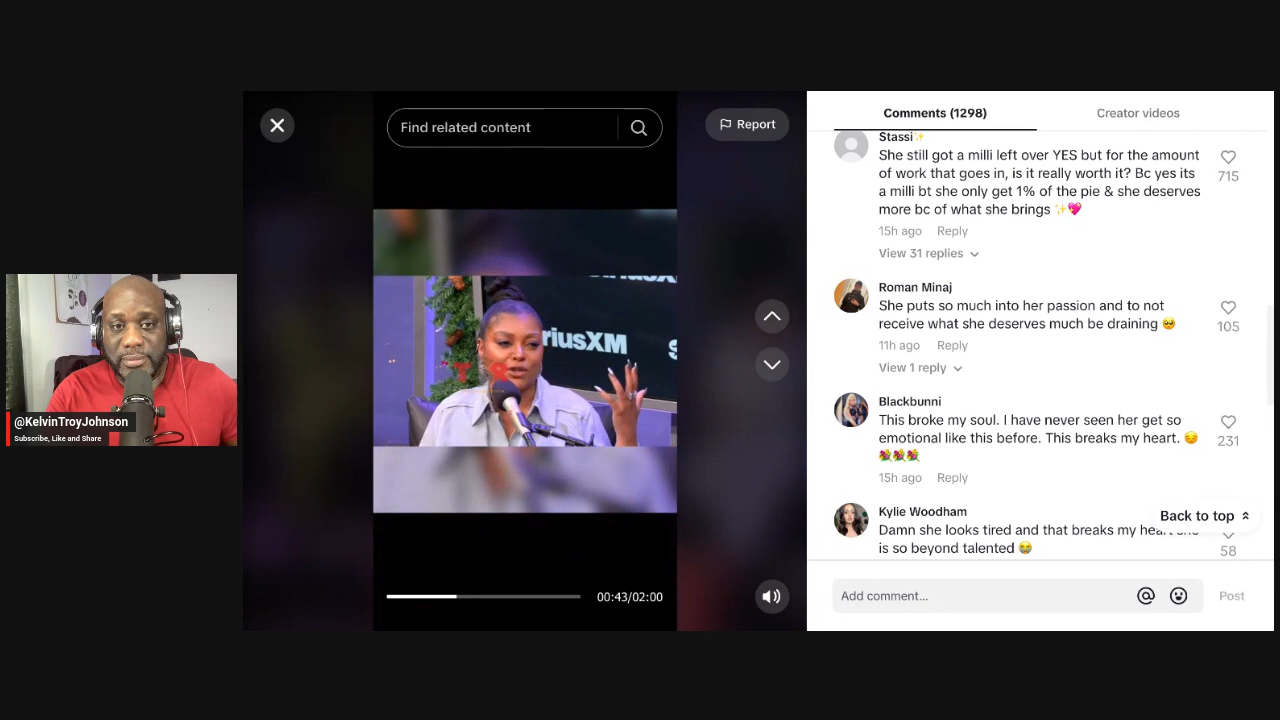 Find related content
Report
Comments (1298)
Creator videos
Stassi✨
She still got a milli left over YES but for the amount
of work that goes in, is it really worth it? Bc yes its
a milli bt she only get 1% of the pie & she deserves
more bc of what she brings ✨💖
715
15h ago Reply
View 31 replies
Roman Minaj
She puts so much into her passion and to not
receive what she deserves much be draining 🥺
105
11h ago Reply
View 1 reply
Blackbunni
This broke my soul. I have never seen her get so
emotional like this before. This breaks my heart. 😔
💐💐💐
231
15h ago Reply
Kylie Woodham
Damn she looks tired and that breaks my heart she
is so beyond talented 😭
58
Back to top
Add comment...
Post
riusXM
S
@KelvinTroyJohnson
Subscribe, Like and Share
00:43/02:00